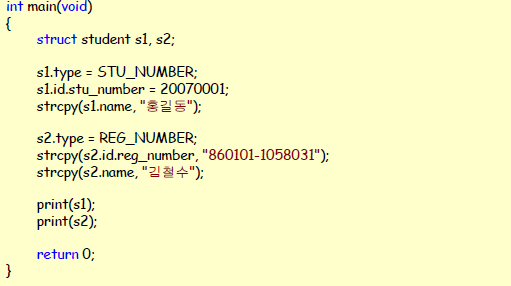 int main(void)
{
struct student s1, s2;
s1.type = STU_NUMBER;
s1.id.stu_number = 20070001;
strcpy(s1.name, "홍길동");
s2.type = REG_NUMBER;
strcpy(s2.id.reg_number, "860101-1058031");
strcpy(s2.name, "김철수");
print(s1);
print(s2);
return 0;
}